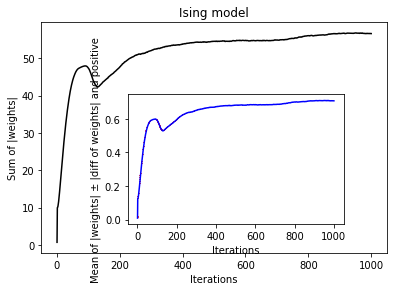 Ising model
Sum of |weights|
50
40
30
20
10
0
Mean of |weights| ± |diff of weights| and positive
0.6
0.4
0.2
0.0
0 200 400 600 800 1000
Iterations
0 200 400 600 800 1000
Iterations